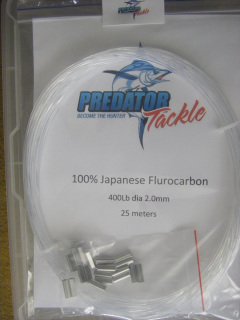 PREDATOR
BECOME THE HUNTER
Tackle
100% Japanese Flurocarbon
400Lb dia 2.0mm
25 meters